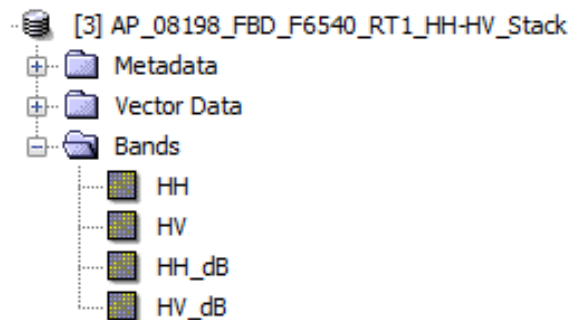 [3] AP_08198_FBD_F6540_RT1_HH-HV_Stack
Metadata
Vector Data
Bands
HH
HV
HH_dB
HV_dB